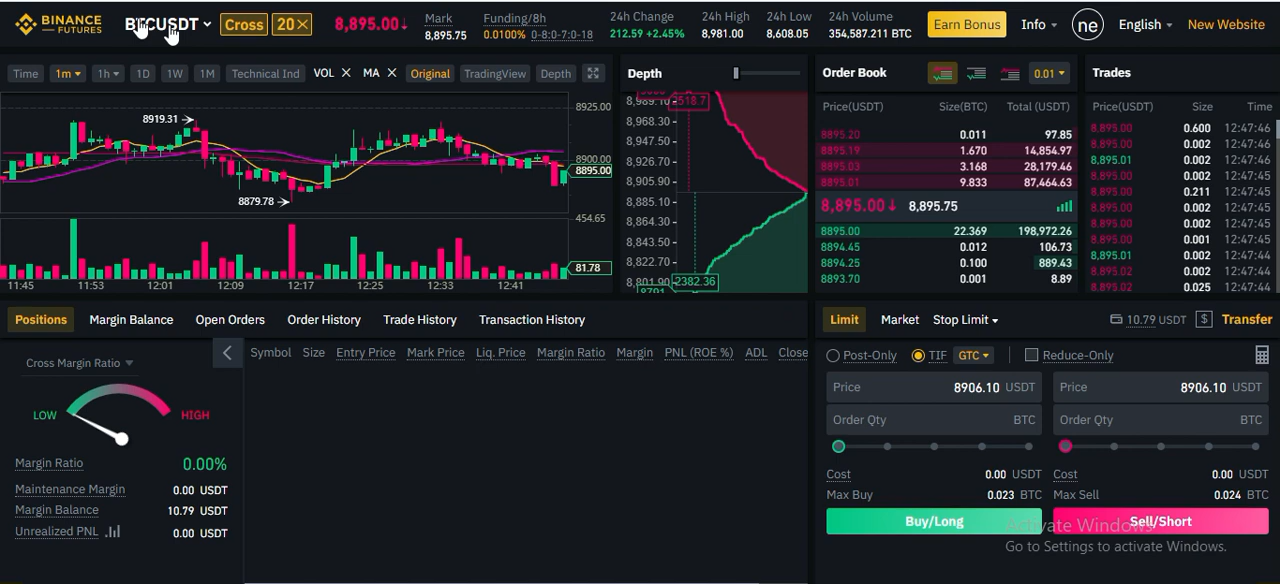 BINANCE FUTURES
BTCUSDT Cross 20× 8,895.00↓
Mark 8,895.75
Funding/8h 0.0100%
24h Change 212.59 +2.45%
24h High 8,981.00
24h Low 8,608.05
24h Volume 354,587.211 BTC
Earn Bonus Info ne English New Website
Time 1m 1h 1D 1W 1M Technical Ind VOL × MA × Original TradingView Depth
8925.00
8919.31
8900.00
8895.00
8879.78
454.65
81.78
11:45 11:53 12:01 12:09 12:17 12:25 12:33 12:41
Depth
8,968.30
8,947.50
8,926.70
8,905.90
8,885.10
8,864.30
8,843.50
8,822.70
8,801.90
2382.36
Order Book 0.01
Price(USDT) Size(BTC) Total (USDT)
8,895.20 0.011 97.85
8,895.19 1.670 14,854.97
8,895.03 3.168 28,179.46
8,895.01 9.833 87,464.63
8,895.00↓ 8,895.75
8895.00 22.369 198,972.26
8894.45 0.012 106.73
8894.25 0.100 889.43
8893.70 0.001 8.89
Trades
Price(USDT) Size Time
8,895.00 0.600 12:47:46
8,895.00 0.002 12:47:46
8,895.01 0.002 12:47:46
8,895.00 0.002 12:47:45
8,895.00 0.211 12:47:45
8,895.00 0.002 12:47:45
8,895.00 0.002 12:47:45
8,895.00 0.001 12:47:45
8,895.01 0.002 12:47:45
8,895.02 0.002 12:47:44
8,895.02 0.025 12:47:44
Positions Margin Balance Open Orders Order History Trade History Transaction History
Symbol Size Entry Price Mark Price Liq. Price Margin Ratio Margin PNL (ROE %) ADL Close
Cross Margin Ratio
LOW HIGH
Margin Ratio 0.00%
Maintenance Margin 0.00 USDT
Margin Balance 10.79 USDT
Unrealized PNL 0.00 USDT
Limit Market Stop Limit 10.79 USDT $ Transfer
Post-Only TIF GTC Reduce-Only
Price 8906.10 USDT Price 8906.10 USDT
Order Qty BTC Order Qty BTC
Cost 0.00 USDT Cost 0.00 USDT
Max Buy 0.023 BTC Max Sell 0.024 BTC
Buy/Long Sell/Short
Activate Windows
Go to Settings to activate Windows.